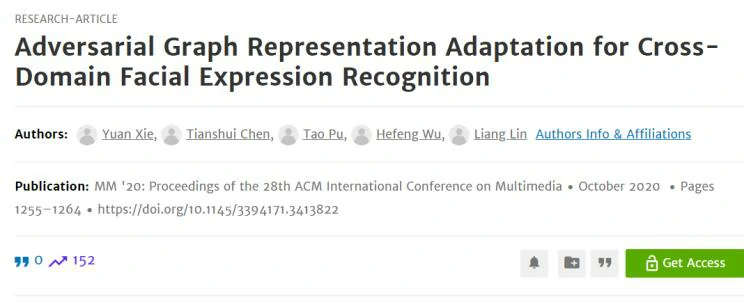 RESEARCH-ARTICLE
Adversarial Graph Representation Adaptation for Cross-
Domain Facial Expression Recognition
Authors: Yuan Xie, Tianshui Chen, Tao Pu, Hefeng Wu, Liang Lin Authors Info & Affiliations
Publication: MM '20: Proceedings of the 28th ACM International Conference on Multimedia • October 2020 • Pages
1255–1264 • https://doi.org/10.1145/3394171.3413822
0 152 Get Access